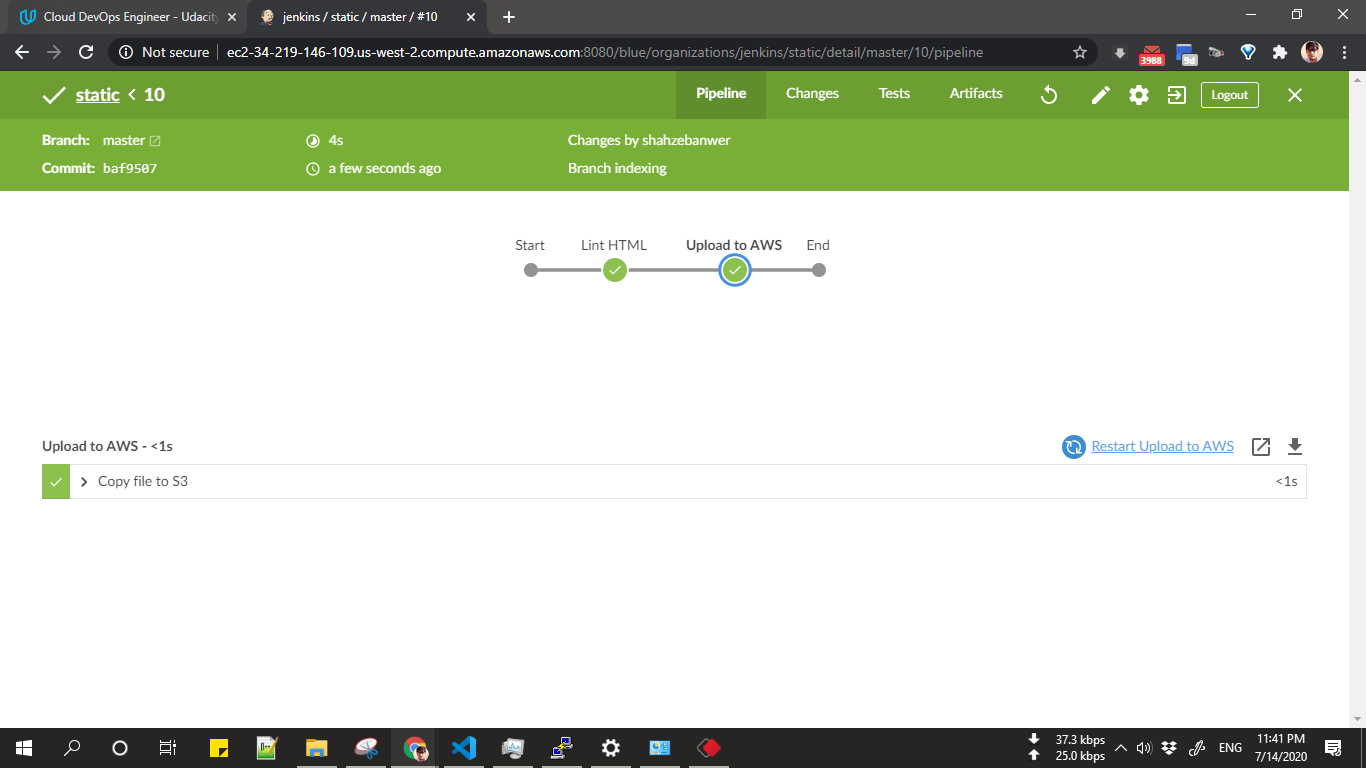 Cloud DevOps Engineer - Udacity
jenkins / static / master / #10
Not secure
ec2-34-219-146-109.us-west-2.compute.amazonaws.com:8080/blue/organizations/jenkins/static/detail/master/10/pipeline
3988
9d
static < 10
Pipeline
Changes
Tests
Artifacts
Logout
Branch: master
4s
Changes by shahzebanwer
Commit: baf9507
a few seconds ago
Branch indexing
Start
Lint HTML
Upload to AWS
End
Upload to AWS - <1s
Restart Upload to AWS
Copy file to S3
<1s
37.3 kbps
25.0 kbps
ENG
11:41 PM
7/14/2020